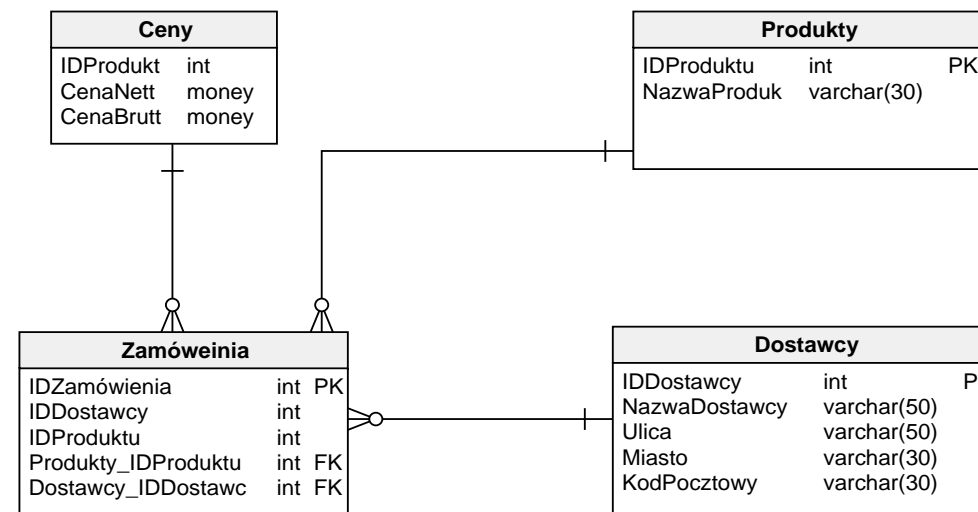 Ceny
IDProdukt int
CenaNett money
CenaBrutt money
Produkty
IDProduktu int PK
NazwaProduk varchar(30)
Zamóweinia
IDZamówienia int PK
IDDostawcy int
IDProduktu int
Produkty_IDProduktu int FK
Dostawcy_IDDostawc int FK
Dostawcy
IDDostawcy int P
NazwaDostawcy varchar(50)
Ulica varchar(50)
Miasto varchar(30)
KodPocztowy varchar(30)